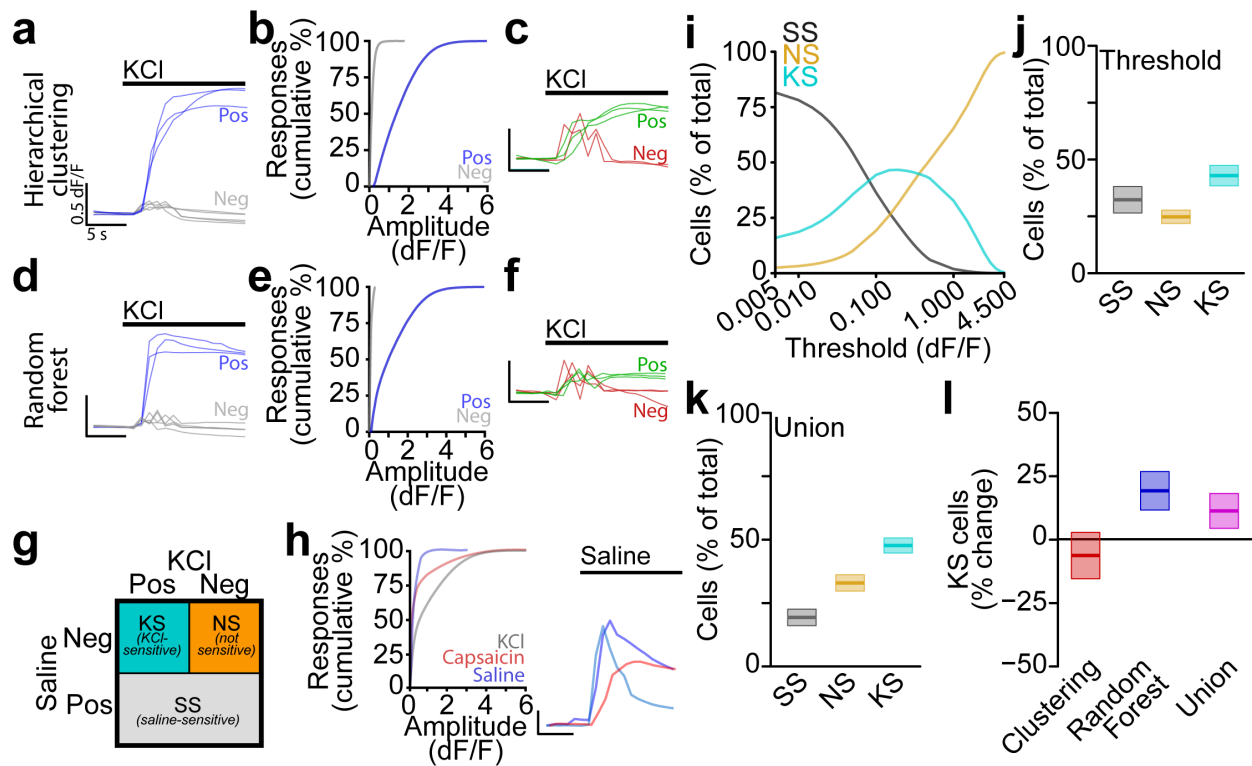 a
Hierarchical
clustering
KCl
Pos
Neg
0.5 dF/F
5 s
b
Responses
(cumulative %)
100
75
50
25
0
Pos
Neg
0 2 4 6
Amplitude
(dF/F)
c
KCl
Pos
Neg
d
Random
forest
KCl
Pos
Neg
e
Responses
(cumulative %)
100
75
50
25
0
Pos
Neg
0 2 4 6
Amplitude
(dF/F)
f
KCl
Pos
Neg
g
KCl
Pos Neg
Saline
Neg
Pos
KS
(KCl-
sensitive)
NS
(not
sensitive)
SS
(saline-sensitive)
h
Responses
(cumulative %)
100
75
50
25
0
KCl
Capsaicin
Saline
0 2 4 6
Amplitude
(dF/F)
Saline
i
SS
NS
KS
Cells (% of total)
100
75
50
25
0
0.005
0.010
0.100
1.000
4.500
Threshold (dF/F)
j
Threshold
Cells (% of total)
100
50
0
SS
NS
KS
k
Union
Cells (% of total)
100
50
0
SS
NS
KS
l
KS cells
(% change)
50
25
0
−25
−50
Clustering
Random
Forest
Union